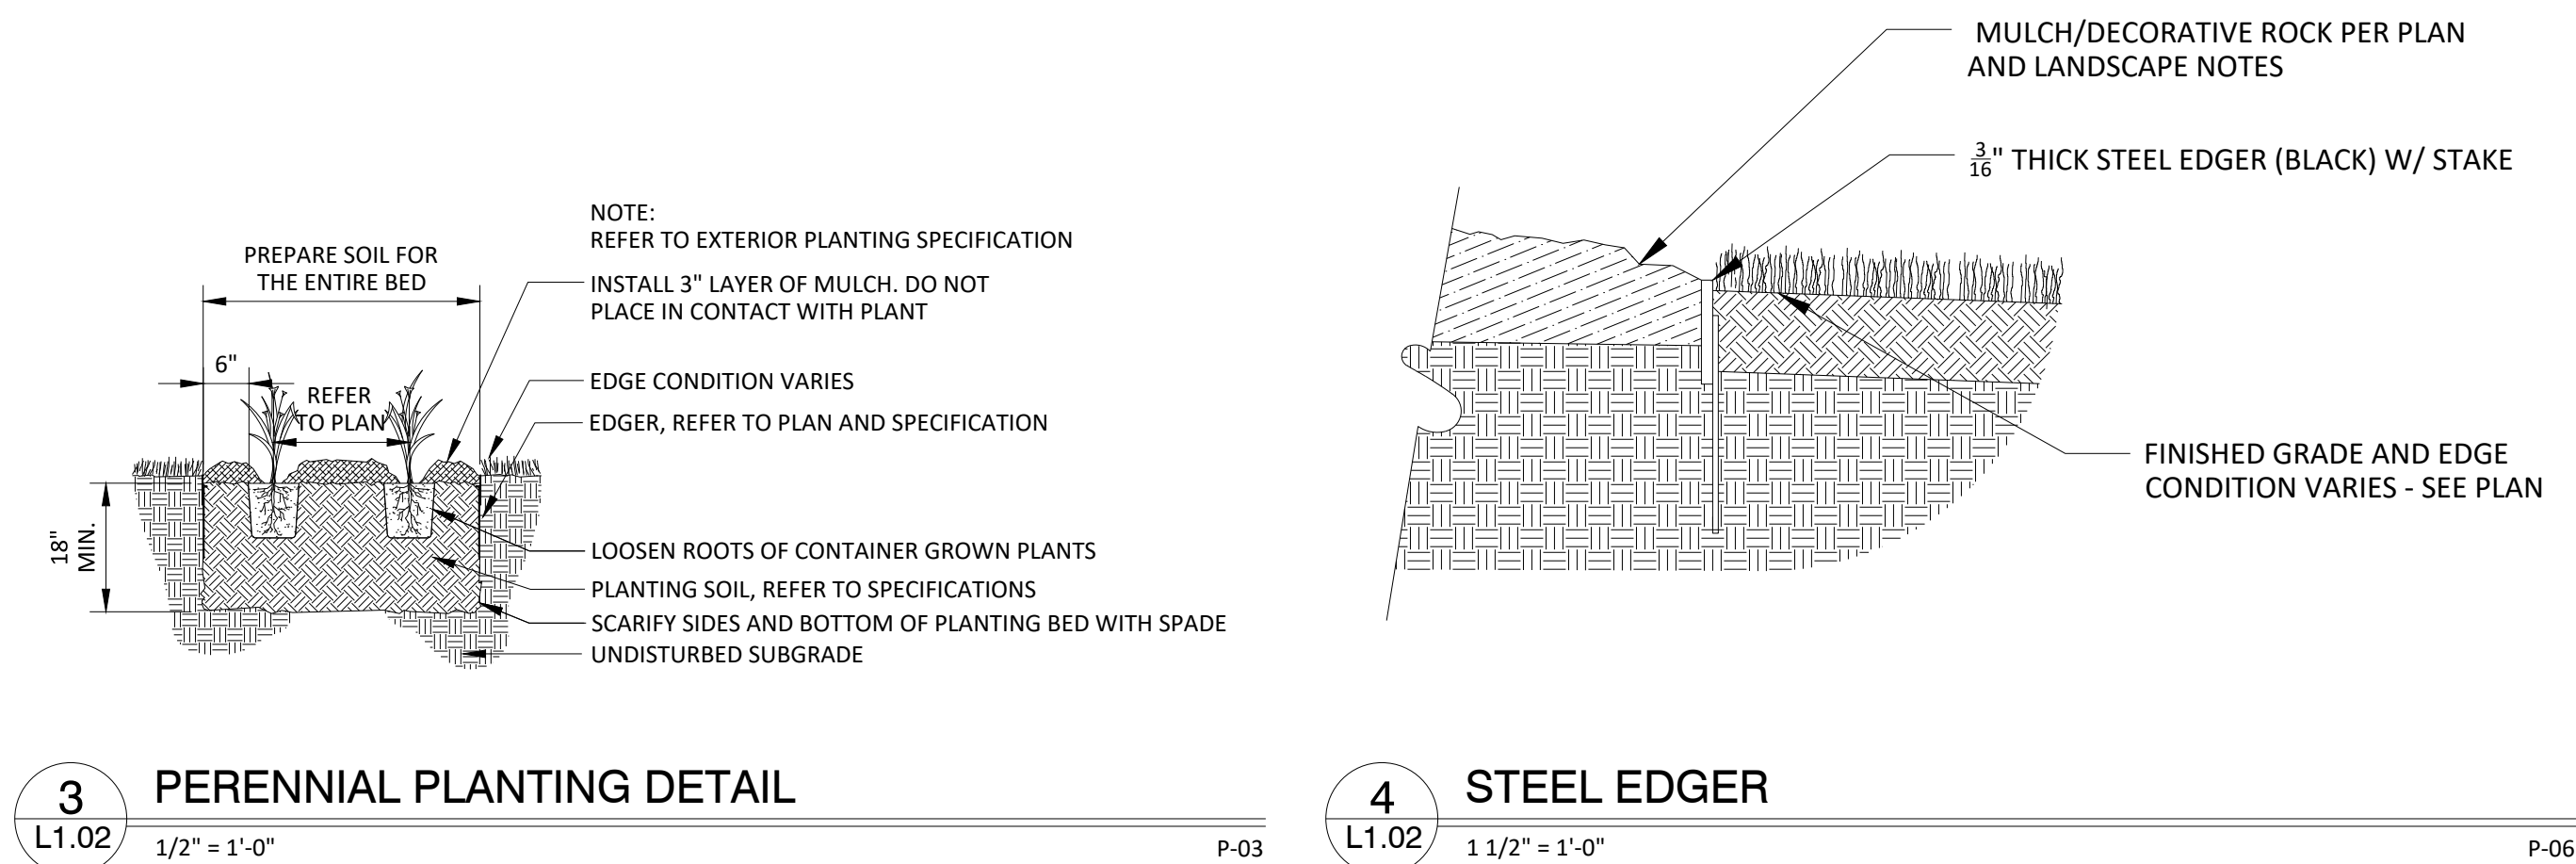 PREPARE SOIL FOR
THE ENTIRE BED
6"
REFER
TO PLAN
18"
MIN.
NOTE:
REFER TO EXTERIOR PLANTING SPECIFICATION
INSTALL 3" LAYER OF MULCH. DO NOT
PLACE IN CONTACT WITH PLANT
EDGE CONDITION VARIES
EDGER, REFER TO PLAN AND SPECIFICATION
LOOSEN ROOTS OF CONTAINER GROWN PLANTS
PLANTING SOIL, REFER TO SPECIFICATIONS
SCARIFY SIDES AND BOTTOM OF PLANTING BED WITH SPADE
UNDISTURBED SUBGRADE
3
L1.02
PERENNIAL PLANTING DETAIL
1/2" = 1'-0"
P-03
MULCH/DECORATIVE ROCK PER PLAN
AND LANDSCAPE NOTES
3/16" THICK STEEL EDGER (BLACK) W/ STAKE
FINISHED GRADE AND EDGE
CONDITION VARIES - SEE PLAN
4
L1.02
STEEL EDGER
1 1/2" = 1'-0"
P-06